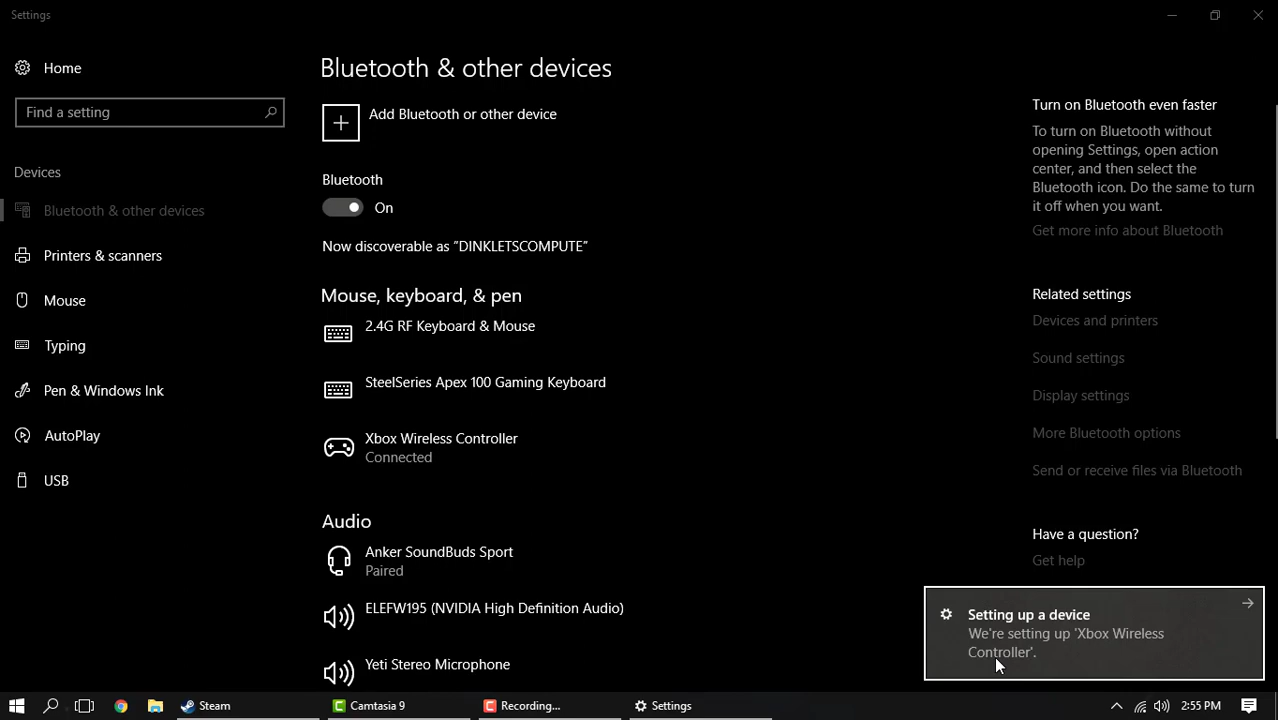 Settings
Home
Find a setting
Devices
Bluetooth & other devices
Printers & scanners
Mouse
Typing
Pen & Windows Ink
AutoPlay
USB
Bluetooth & other devices
Add Bluetooth or other device
Bluetooth
On
Now discoverable as "DINKLETSCOMPUTE"
Mouse, keyboard, & pen
2.4G RF Keyboard & Mouse
SteelSeries Apex 100 Gaming Keyboard
Xbox Wireless Controller
Connected
Audio
Anker SoundBuds Sport
Paired
ELEFW195 (NVIDIA High Definition Audio)
Yeti Stereo Microphone
Turn on Bluetooth even faster
To turn on Bluetooth without
opening Settings, open action
center, and then select the
Bluetooth icon. Do the same to turn
it off when you want.
Get more info about Bluetooth
Related settings
Devices and printers
Sound settings
Display settings
More Bluetooth options
Send or receive files via Bluetooth
Have a question?
Get help
Setting up a device
We're setting up 'Xbox Wireless
Controller'.
Steam
Camtasia 9
Recording...
Settings
2:55 PM